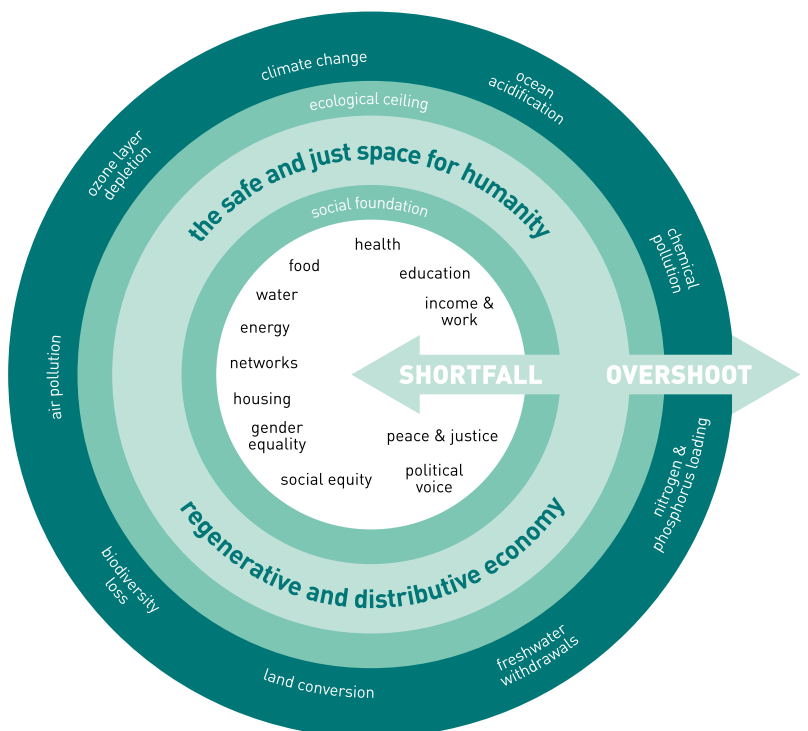 climate change
ocean
acidification
ecological ceiling
ozone layer
depletion
the safe and just space for humanity
social foundation
chemical
pollution
health
food
education
water
income &
work
energy
air pollution
networks
SHORTFALL
OVERSHOOT
housing
gender
equality
peace & justice
social equity
political
voice
nitrogen &
phosphorus loading
regenerative and distributive economy
biodiversity
loss
freshwater
withdrawals
land conversion